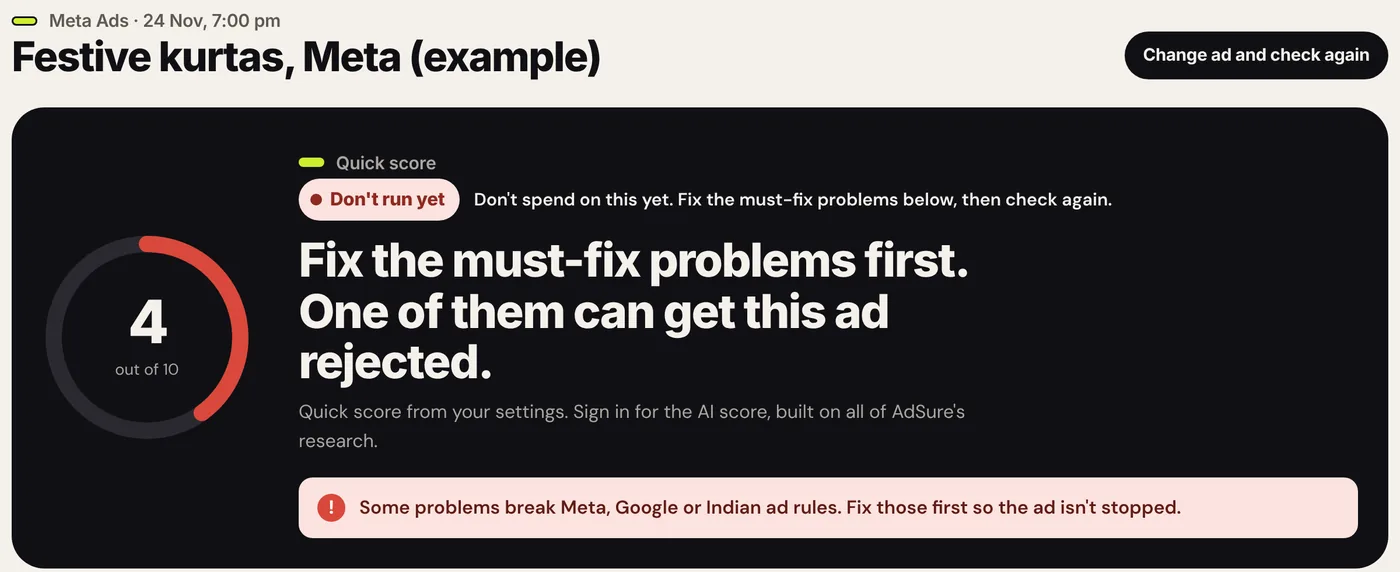 Meta Ads · 24 Nov, 7:00 pm
Festive kurtas, Meta (example)
Change ad and check again
Quick score
Don't run yet
Don't spend on this yet. Fix the must-fix problems below, then check again.
4
out of 10
Fix the must-fix problems first.
One of them can get this ad
rejected.
Quick score from your settings. Sign in for the AI score, built on all of AdSure's
research.
! Some problems break Meta, Google or Indian ad rules. Fix those first so the ad isn't stopped.